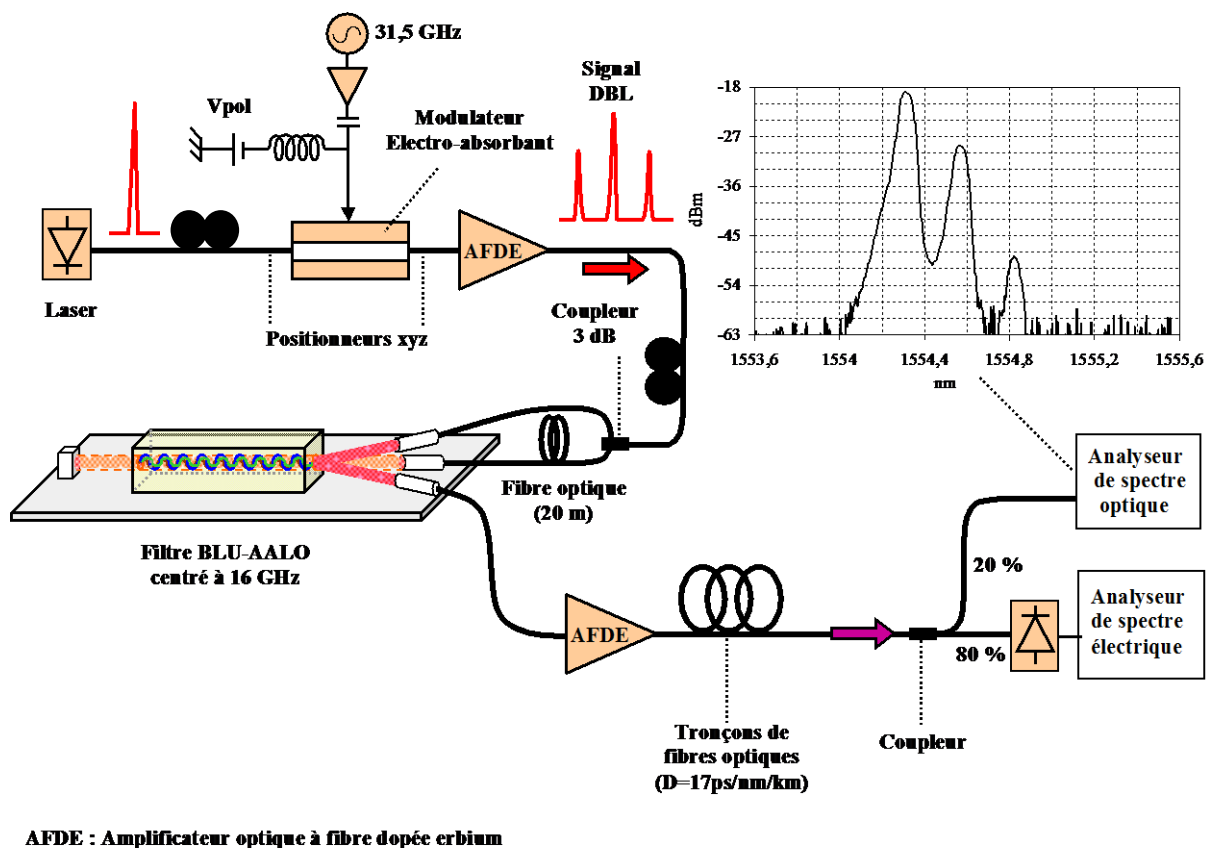 31,5 GHz
Vpol
Modulateur
Electro-absorbant
Signal
DBL
AFDE
Laser
Positionneurs xyz
Coupleur
3 dB
-18
-27
-36
-45
-54
-63
dBm
1553,6
1554
1554,4
1554,8
1555,2
1555,6
nm
Fibre optique
(20 m)
Filtre BLU-AALO
centré à 16 GHz
Analyseur
de spectre
optique
20 %
AFDE
80 %
Analyseur
de spectre
électrique
Tronçons de
fibres optiques
(D=17ps/nm/km)
Coupleur
AFDE : Amplificateur optique à fibre dopée erbium